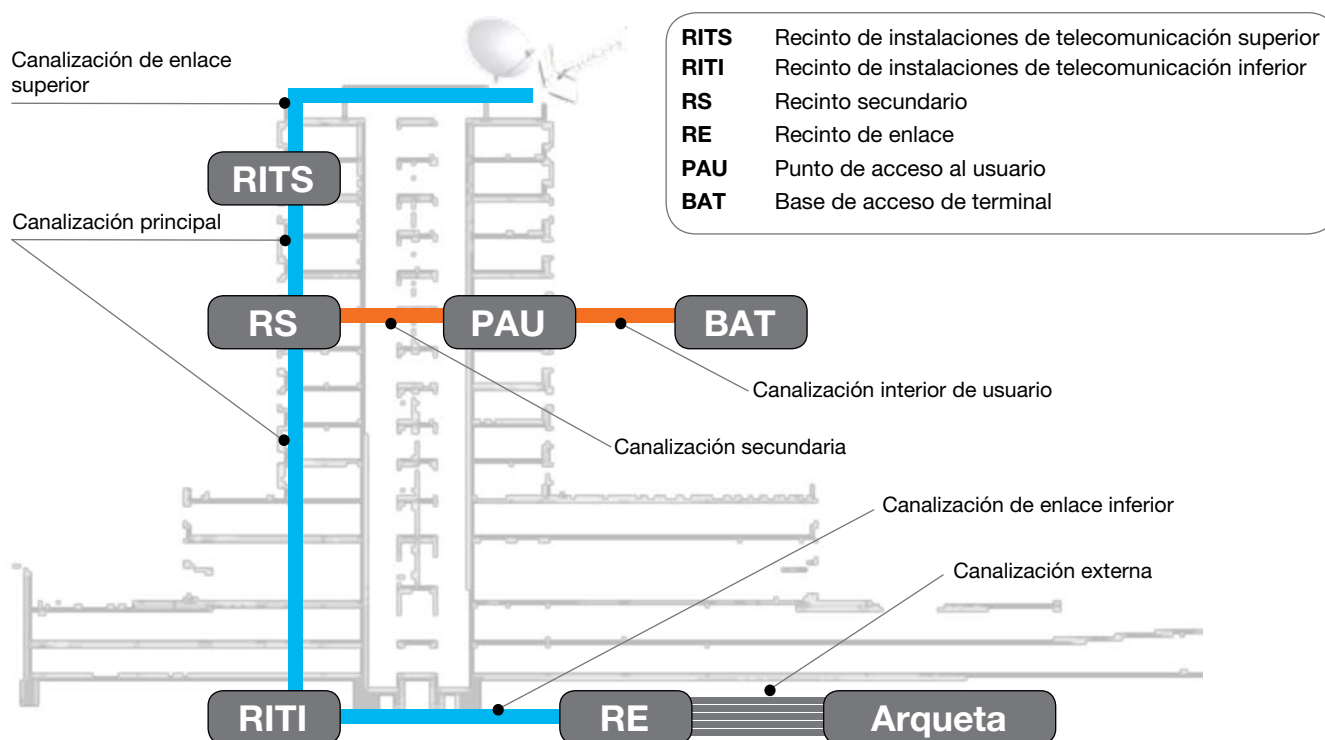 Canalización de enlace
superior
RITS Recinto de instalaciones de telecomunicación superior
RITI Recinto de instalaciones de telecomunicación inferior
RS Recinto secundario
RE Recinto de enlace
PAU Punto de acceso al usuario
BAT Base de acceso de terminal
RITS
Canalización principal
RS
PAU
BAT
Canalización interior de usuario
Canalización secundaria
Canalización de enlace inferior
Canalización externa
RITI
RE
Arqueta